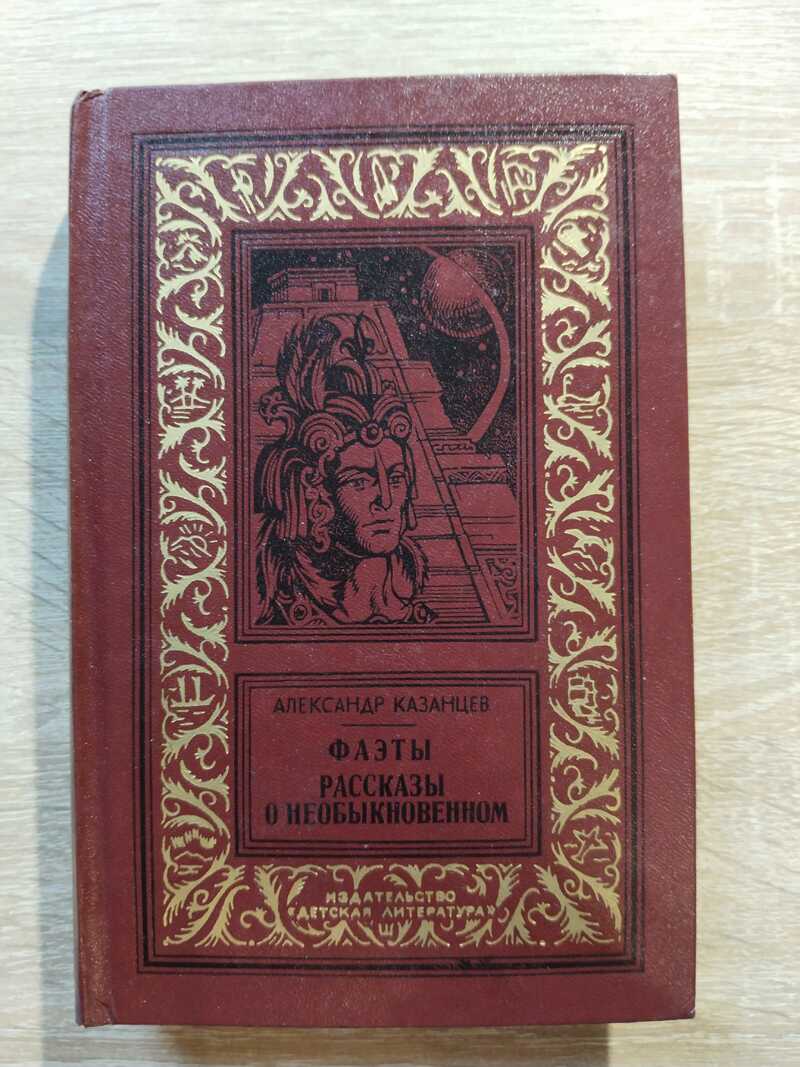 АЛЕКСАНДР КАЗАНЦЕВ
ФАЭТЫ
РАССКАЗЫ
О НЕОБЫКНОВЕННОМ
ИЗДАТЕЛЬСТВО
«ДЕТСКАЯ ЛИТЕРАТУРА»